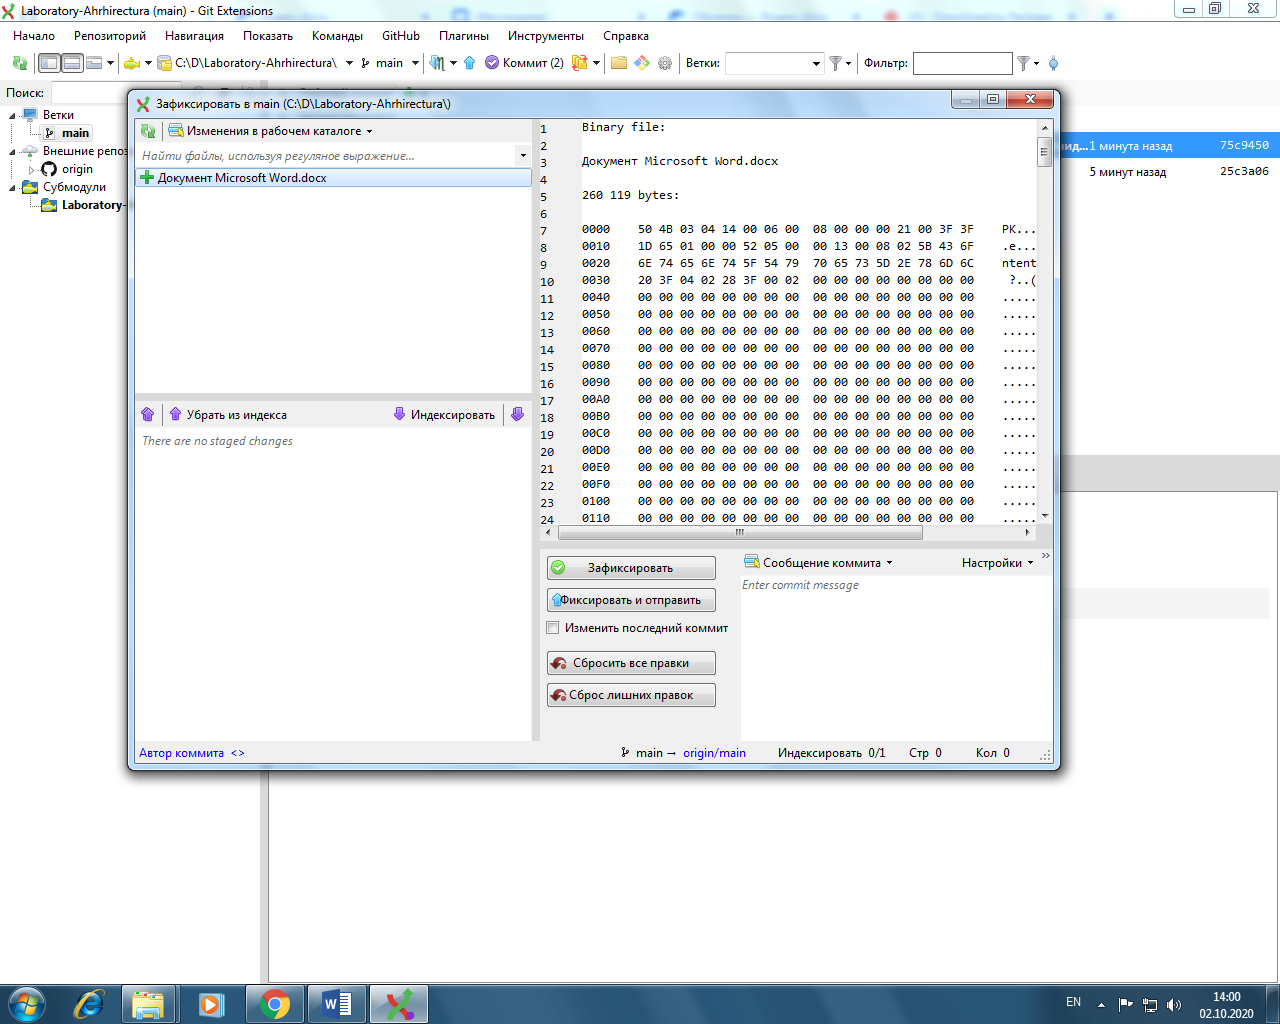 Laboratory-Ahrhirectura (main) - Git Extensions
Начало Репозиторий Навигация Показать Команды GitHub Плагины Инструменты Справка
C:\D\Laboratory-Ahrhirectura\ main Коммит (2) Ветки: Фильтр:
Поиск:
Ветки
main
Внешние репоз
origin
Субмодули
Laboratory-
нид... 1 минута назад 75c9450
5 минут назад 25c3a06
Зафиксировать в main (C:\D\Laboratory-Ahrhirectura\)
Изменения в рабочем каталоге
Найти файлы, используя регуляное выражение...
Документ Microsoft Word.docx
Убрать из индекса Индексировать
There are no staged changes
1 Binary file:
2
3 Документ Microsoft Word.docx
4
5 260 119 bytes:
6
7 0000 50 4B 03 04 14 00 06 00 08 00 00 00 21 00 3F 3F PK...
8 0010 1D 65 01 00 00 52 05 00 00 13 00 08 02 5B 43 6F .e...
9 0020 6E 74 65 6E 74 5F 54 79 70 65 73 5D 2E 78 6D 6C ntent
10 0030 20 3F 04 02 28 3F 00 02 00 00 00 00 00 00 00 00 ?..(
11 0040 00 00 00 00 00 00 00 00 00 00 00 00 00 00 00 00 .....
12 0050 00 00 00 00 00 00 00 00 00 00 00 00 00 00 00 00 .....
13 0060 00 00 00 00 00 00 00 00 00 00 00 00 00 00 00 00 .....
14 0070 00 00 00 00 00 00 00 00 00 00 00 00 00 00 00 00 .....
15 0080 00 00 00 00 00 00 00 00 00 00 00 00 00 00 00 00 .....
16 0090 00 00 00 00 00 00 00 00 00 00 00 00 00 00 00 00 .....
17 00A0 00 00 00 00 00 00 00 00 00 00 00 00 00 00 00 00 .....
18 00B0 00 00 00 00 00 00 00 00 00 00 00 00 00 00 00 00 .....
19 00C0 00 00 00 00 00 00 00 00 00 00 00 00 00 00 00 00 .....
20 00D0 00 00 00 00 00 00 00 00 00 00 00 00 00 00 00 00 .....
21 00E0 00 00 00 00 00 00 00 00 00 00 00 00 00 00 00 00 .....
22 00F0 00 00 00 00 00 00 00 00 00 00 00 00 00 00 00 00 .....
23 0100 00 00 00 00 00 00 00 00 00 00 00 00 00 00 00 00 .....
24 0110 00 00 00 00 00 00 00 00 00 00 00 00 00 00 00 00 .....
Зафиксировать
Фиксировать и отправить
Изменить последний коммит
Сбросить все правки
Сброс лишних правок
Сообщение коммита Настройки
Enter commit message
Автор коммита <> main → origin/main Индексировать 0/1 Стр 0 Кол 0
EN
14:00
02.10.2020